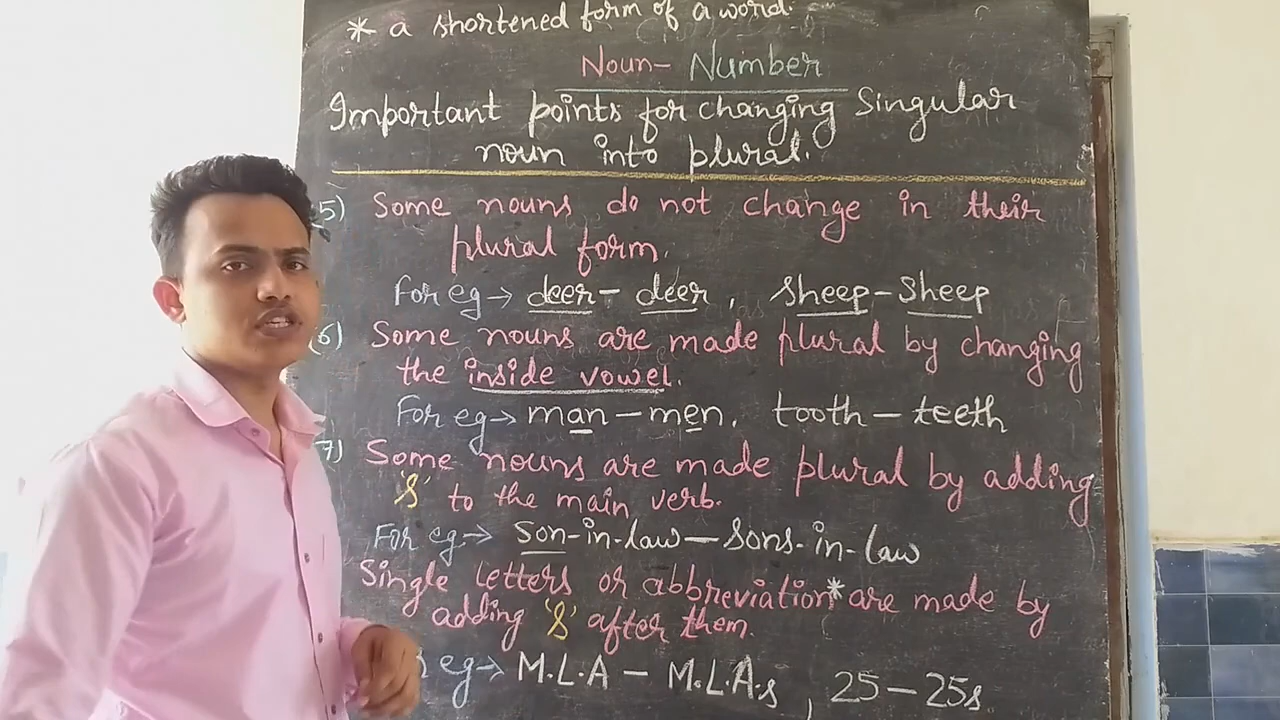 * a shortened form of a word.
Noun- Number
Important points for changing Singular
noun into plural.
5) Some nouns do not change in their
plural form.
For eg→ deer- deer, Sheep-Sheep
(6) Some nouns are made plural by changing
the inside vowel.
For eg→ man-men, tooth-teeth
7) Some nouns are made plural by adding
's' to the main verb.
For eg→ son-in-law-Sons-in-law
Single letters or abbreviation* are made by
adding 's' after them.
eg→ M.L.A - M.L.A.s, 25-25s